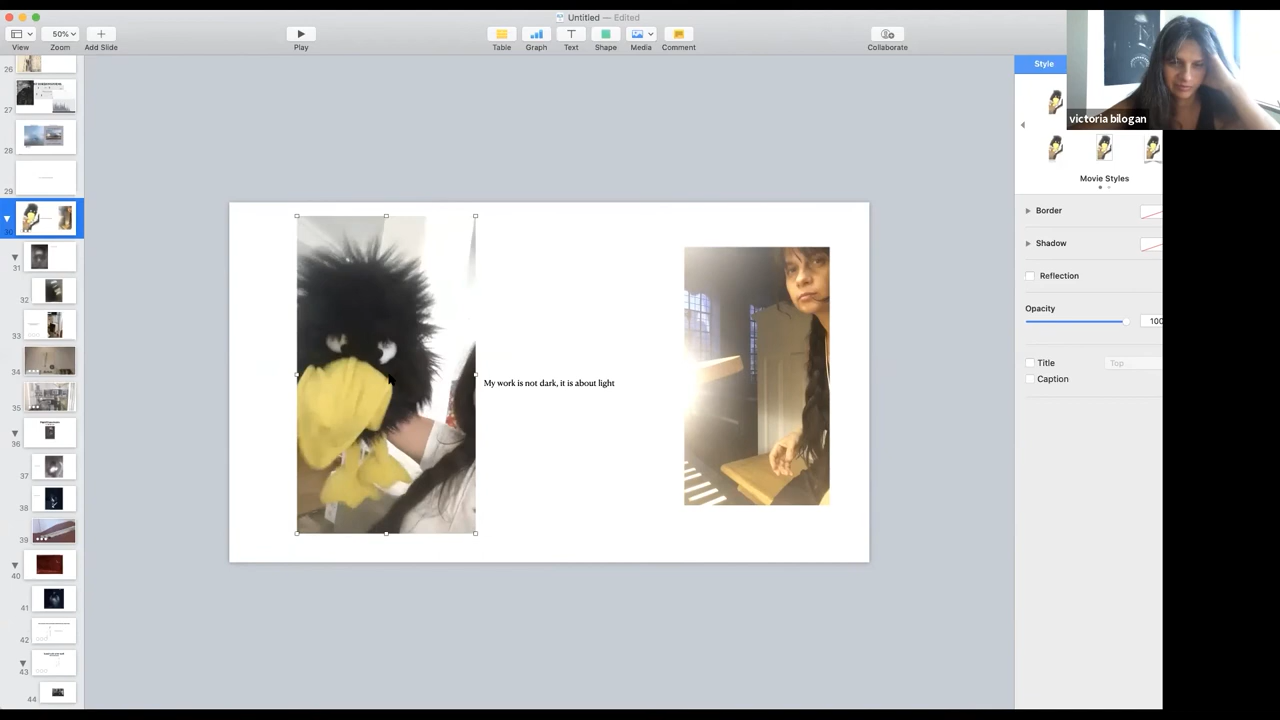 Untitled — Edited
View
50%
Zoom
Add Slide
Play
Table
Graph
Text
Shape
Media
Comment
Collaborate
Style
victoria bilogan
Movie Styles
Border
Shadow
Reflection
Opacity
100
Title
Top
Caption
My work is not dark, it is about light
26
27
28
29
30
31
32
33
34
35
36
37
38
39
40
41
42
43
44